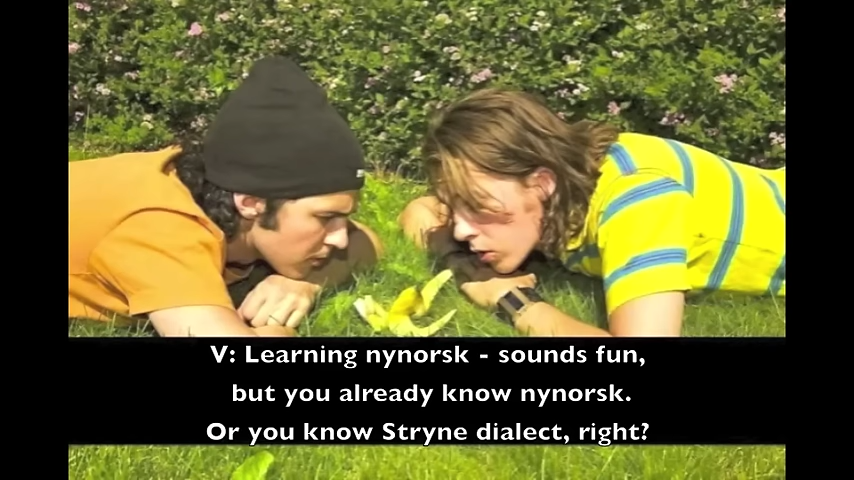 V: Learning nynorsk - sounds fun,
but you already know nynorsk.
Or you know Stryne dialect, right?